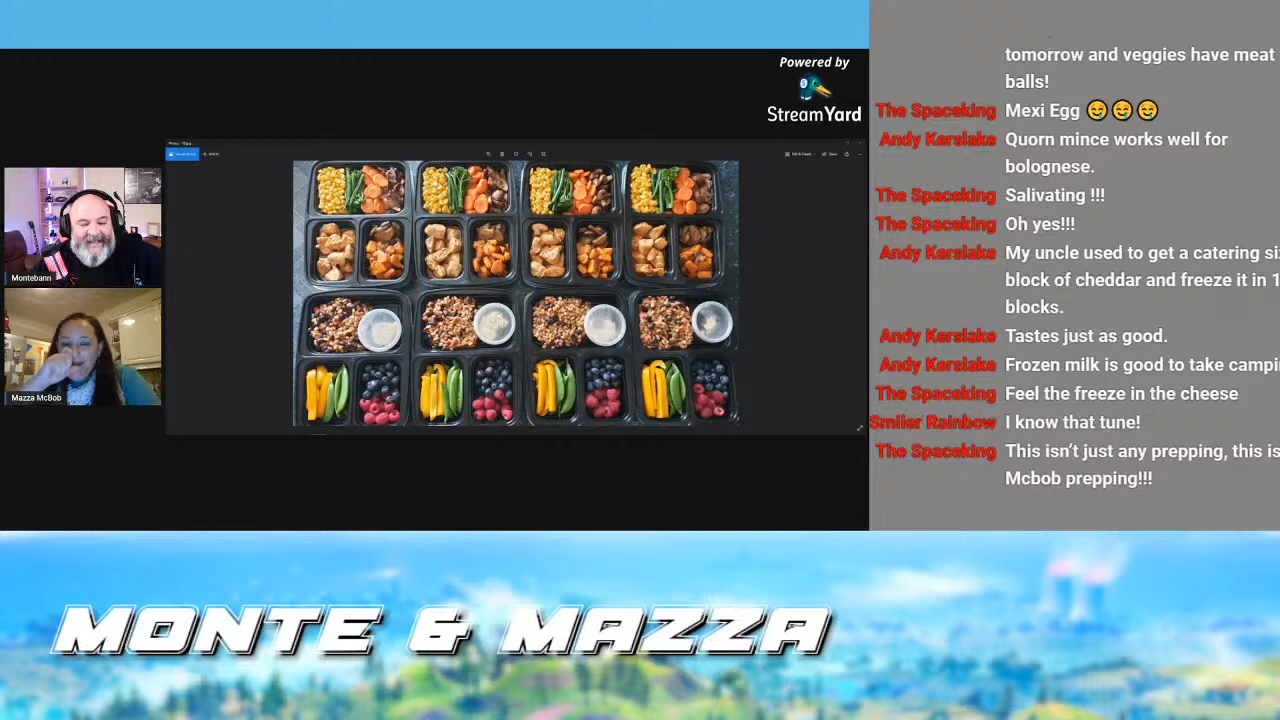 Powered by
StreamYard
Montebann
Mazza McBob
tomorrow and veggies have meat
balls!
The Spaceking Mexi Egg 🤤🤤🤤
Andy Kerslake Quorn mince works well for
bolognese.
The Spaceking Salivating !!!
The Spaceking Oh yes!!!
Andy Kerslake My uncle used to get a catering si
block of cheddar and freeze it in 1
blocks.
Andy Kerslake Tastes just as good.
Andy Kerslake Frozen milk is good to take campi
The Spaceking Feel the freeze in the cheese
Smiler Rainbow I know that tune!
The Spaceking This isn’t just any prepping, this is
Mcbob prepping!!!
MONTE & MAZZA